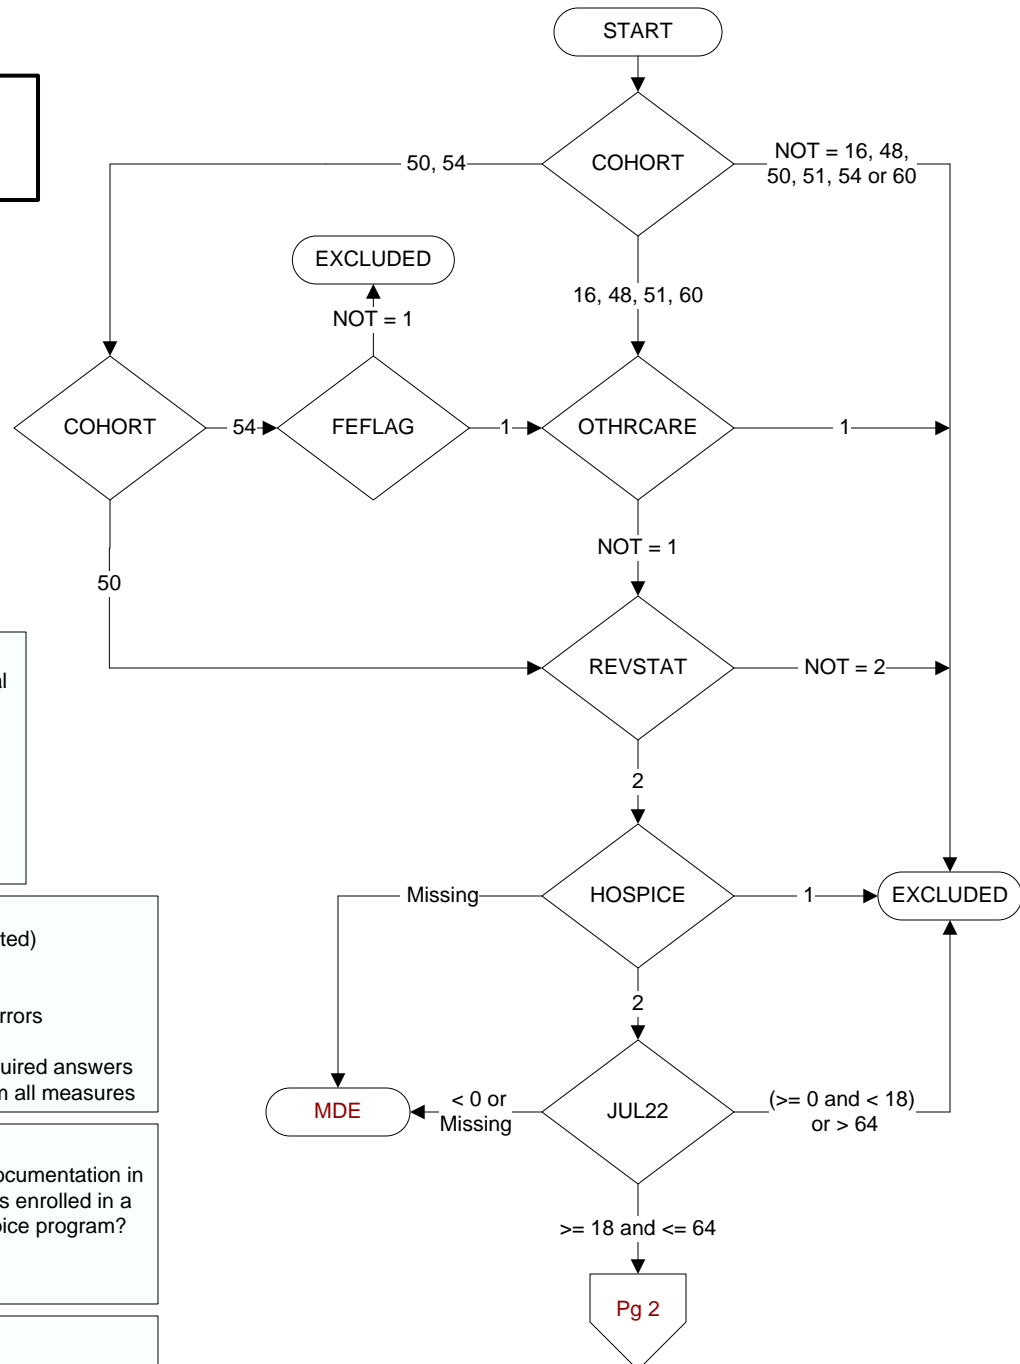 START
COHORT
50, 54
NOT = 16, 48,
50, 51, 54 or 60
EXCLUDED
16, 48, 51, 60
NOT = 1
COHORT
54
FEFLAG
1
OTHRCARE
1
NOT = 1
50
REVSTAT
NOT = 2
al
2
Missing
HOSPICE
1
EXCLUDED
ted)
2
rrors
uired answers
m all measures
MDE
< 0 or
Missing
JUL22
(>= 0 and < 18)
or > 64
ocumentation in
s enrolled in a
pice program?
>= 18 and <= 64
Pg 2